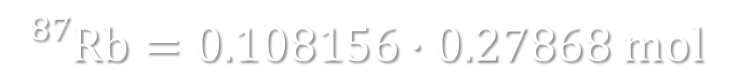 ⁸⁷Rb = 0.108156 · 0.27868 mol